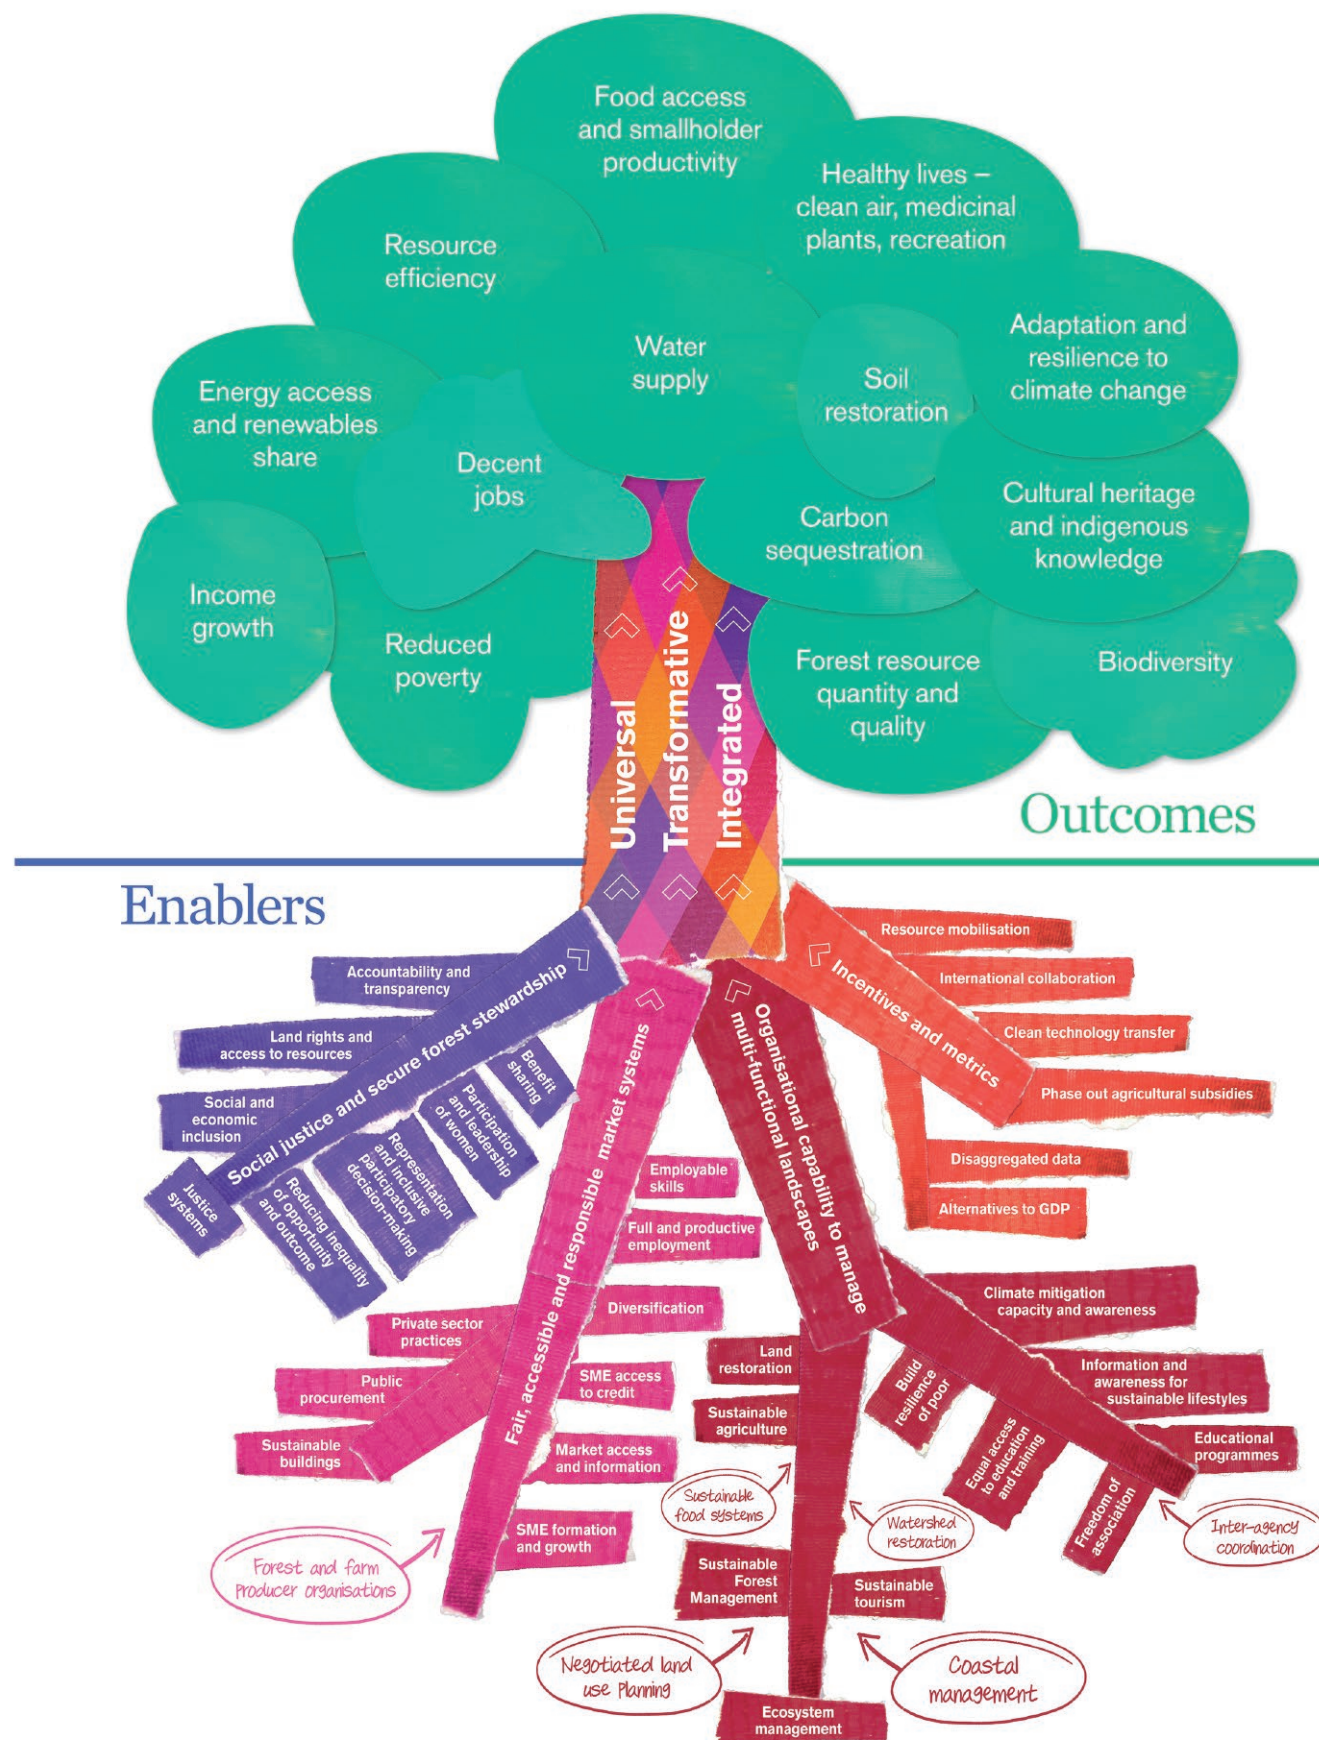 Food access
and smallholder
productivity
Healthy lives –
clean air, medicinal
plants, recreation
Resource
efficiency
Water
supply
Soil
restoration
Adaptation and
resilience to
climate change
Energy access
and renewables
share
Decent
jobs
Carbon
sequestration
Cultural heritage
and indigenous
knowledge
Income
growth
Reduced
poverty
Forest resource
quantity and
quality
Biodiversity
Universal
Transformative
Integrated
Outcomes
Enablers
Social justice and secure forest stewardship
Accountability and
transparency
Land rights and
access to resources
Social and
economic
inclusion
Justice
systems
Reducing inequality
of opportunity
and outcome
Representation
and inclusive
participatory
decision-making
Participation
and leadership
of women
Benefit
sharing
Fair, accessible and responsible market systems
Employable
skills
Full and productive
employment
Diversification
Private sector
practices
Public
procurement
Sustainable
buildings
SME access
to credit
Market access
and information
SME formation
and growth
Forest and farm
Producer organisations
Organisational capability to manage
multi-functional landscapes
Land
restoration
Sustainable
agriculture
Sustainable
food systems
Watershed
restoration
Sustainable
Forest
Management
Sustainable
tourism
Negotiated land
use Planning
Coastal
management
Ecosystem
management
Climate mitigation
capacity and awareness
Information and
awareness for
sustainable lifestyles
Educational
programmes
Build
resilience
of poor
Equal access
to education
and training
Freedom of
association
Inter-agency
coordination
Incentives and metrics
Resource mobilisation
International collaboration
Clean technology transfer
Phase out agricultural subsidies
Disaggregated data
Alternatives to GDP